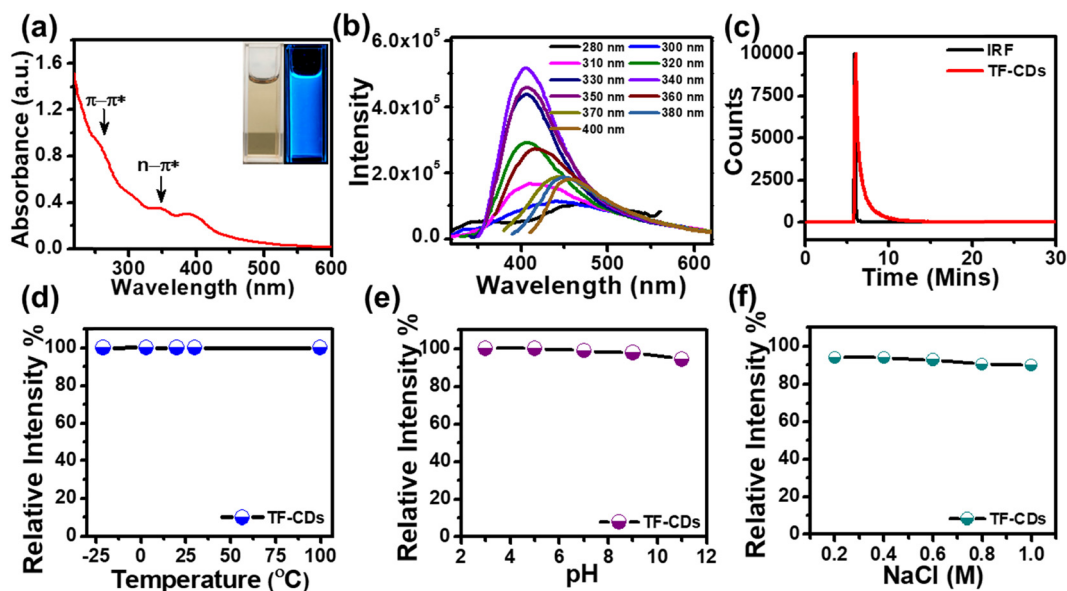 (a)
Absorbance (a.u.)
1.6
1.2
0.8
0.4
0.0
π–π*
n–π*
300
400
500
600
Wavelength (nm)
(b)
Intensity
6.0x10⁵
4.0x10⁵
2.0x10⁵
0.0
280 nm 300 nm
310 nm 320 nm
330 nm 340 nm
350 nm 360 nm
370 nm 380 nm
400 nm
400
500
600
Wavelength (nm)
(c)
Counts
10000
7500
5000
2500
0
IRF
TF-CDs
0
10
20
30
Time (Mins)
(d)
Relative Intensity %
100
80
60
40
20
0
TF-CDs
-25
0
25
50
75
100
Temperature (°C)
(e)
Relative Intensity %
100
80
60
40
20
0
TF-CDs
2
4
6
8
10
12
pH
(f)
Relative Intensity %
100
80
60
40
20
0
TF-CDs
0.2
0.4
0.6
0.8
1.0
NaCl (M)